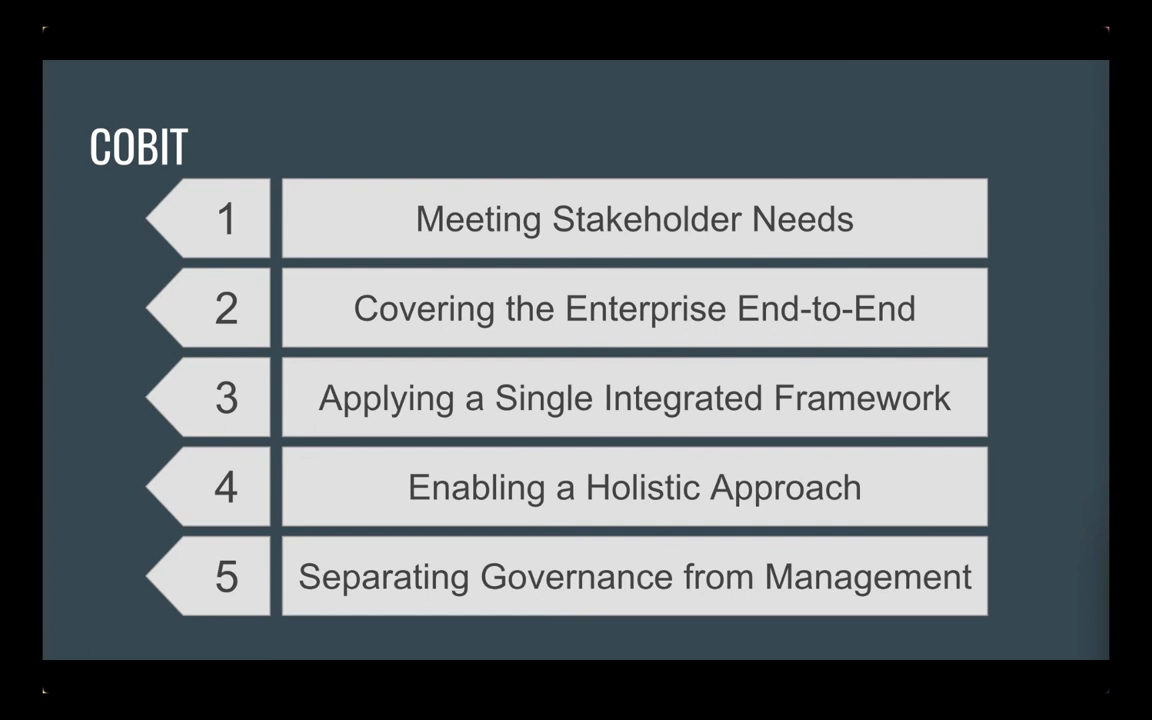 COBIT
1 Meeting Stakeholder Needs
2 Covering the Enterprise End-to-End
3 Applying a Single Integrated Framework
4 Enabling a Holistic Approach
5 Separating Governance from Management